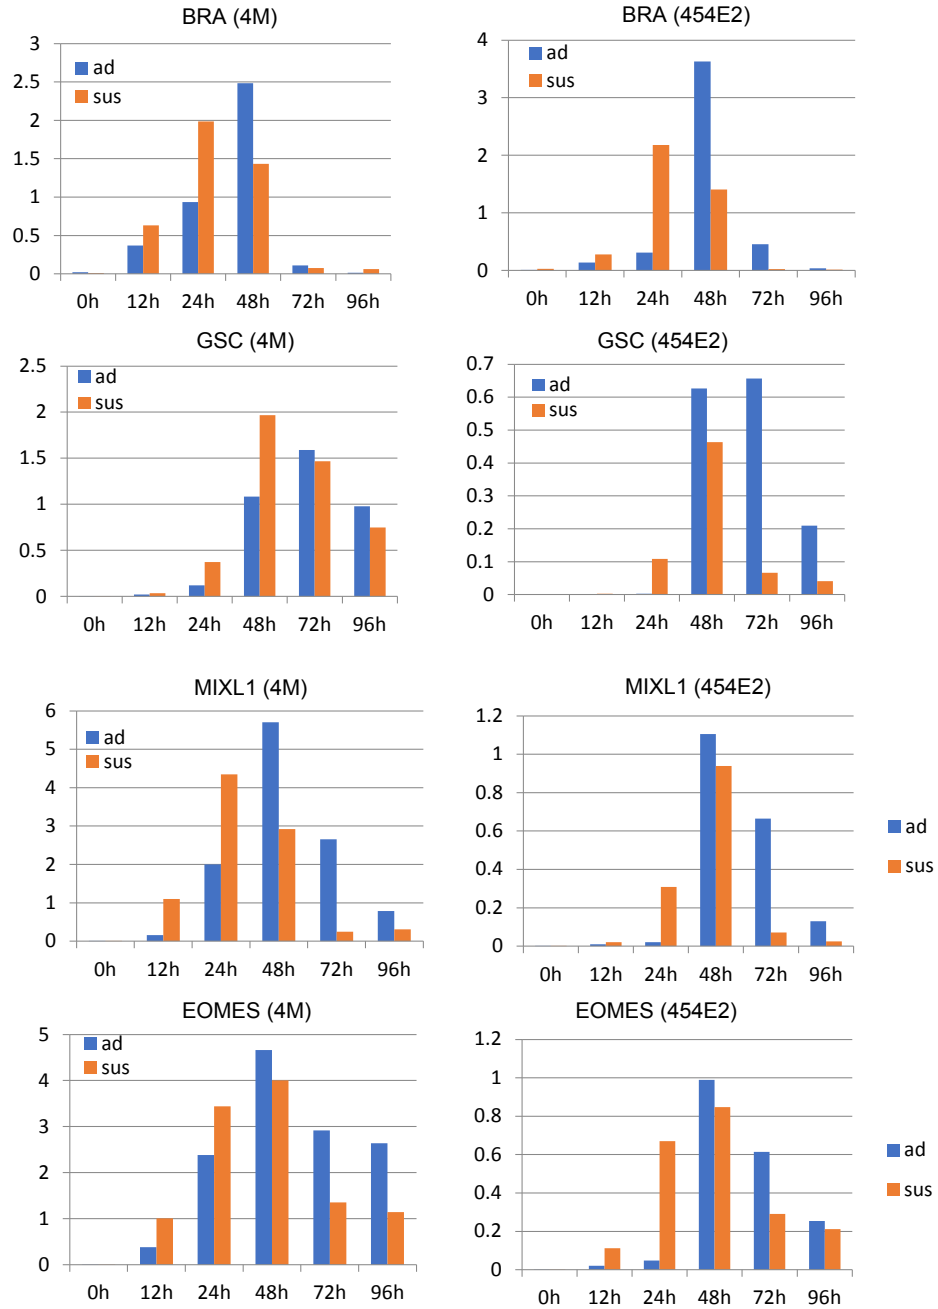 BRA (4M)
3
2.5
2
1.5
1
0.5
0
ad
sus
0h 12h 24h 48h 72h 96h
BRA (454E2)
4
3
2
1
0
ad
sus
0h 12h 24h 48h 72h 96h
GSC (4M)
2.5
2
1.5
1
0.5
0
ad
sus
0h 12h 24h 48h 72h 96h
GSC (454E2)
0.7
0.6
0.5
0.4
0.3
0.2
0.1
0
ad
sus
0h 12h 24h 48h 72h 96h
MIXL1 (4M)
6
5
4
3
2
1
0
ad
sus
0h 12h 24h 48h 72h 96h
MIXL1 (454E2)
1.2
1
0.8
0.6
0.4
0.2
0
ad
sus
0h 12h 24h 48h 72h 96h
EOMES (4M)
5
4
3
2
1
0
ad
sus
0h 12h 24h 48h 72h 96h
EOMES (454E2)
1.2
1
0.8
0.6
0.4
0.2
0
ad
sus
0h 12h 24h 48h 72h 96h